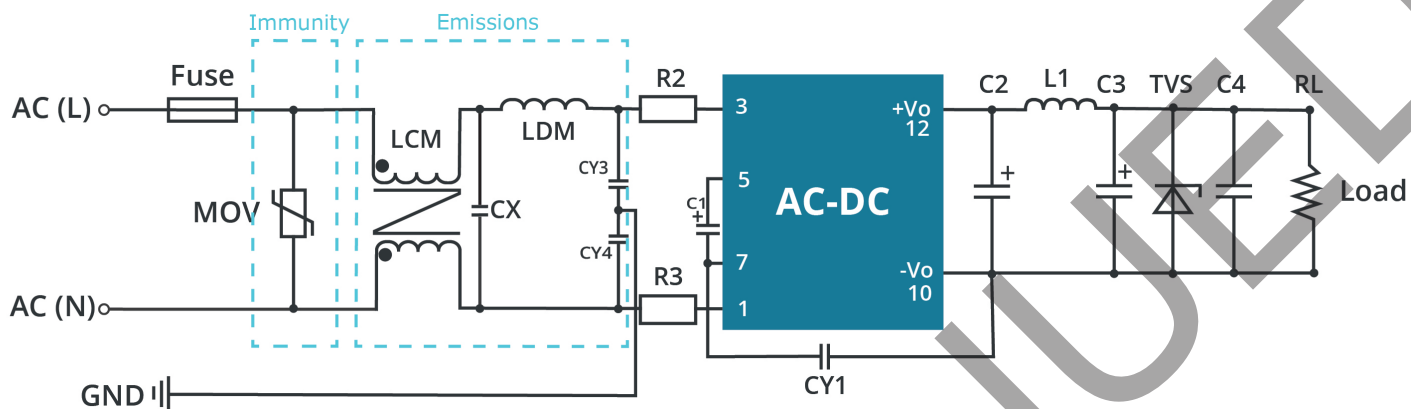 Immunity
Emissions
Fuse
R2
C2
L1
C3
TVS
C4
RL
AC (L)
3
+Vo
12
LCM
LDM
CY3
5
MOV
CX
C1
+
+
+
AC-DC
Load
CY4
R3
7
-Vo
10
AC (N)
1
CY1
GND